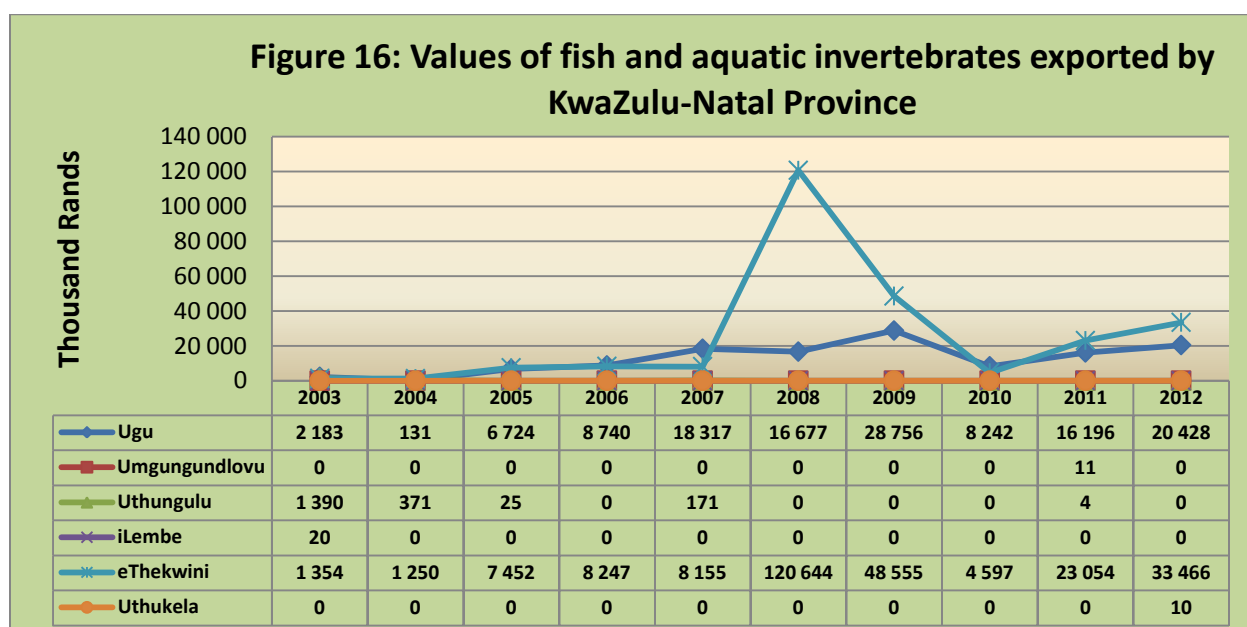 Figure 16: Values of fish and aquatic invertebrates exported by
KwaZulu-Natal Province
Thousand Rands
140 000
120 000
100 000
80 000
60 000
40 000
20 000
0
2003 2004 2005 2006 2007 2008 2009 2010 2011 2012
Ugu 2 183 131 6 724 8 740 18 317 16 677 28 756 8 242 16 196 20 428
Umgungundlovu 0 0 0 0 0 0 0 0 11 0
Uthungulu 1 390 371 25 0 171 0 0 0 4 0
iLembe 20 0 0 0 0 0 0 0 0 0
eThekwini 1 354 1 250 7 452 8 247 8 155 120 644 48 555 4 597 23 054 33 466
Uthukela 0 0 0 0 0 0 0 0 0 10